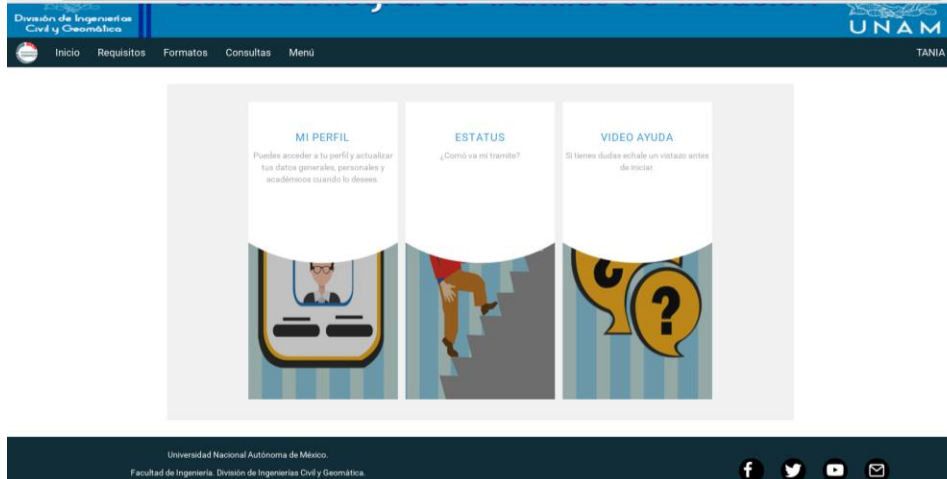 División de Ingenierías
Civil y Geomática
UNAM
Inicio Requisitos Formatos Consultas Menú TANIA
MI PERFIL
Puedes acceder a tu perfil y actualizar
tus datos generales, personales y
académicos cuando lo desees.
ESTATUS
¿Comó va mi tramite?
VIDEO AYUDA
Si tienes dudas echale un vistazo antes
de iniciar.
¿
?
Universidad Nacional Autónoma de México.
Facultad de Ingeniería. División de Ingenierías Civil y Geomática.